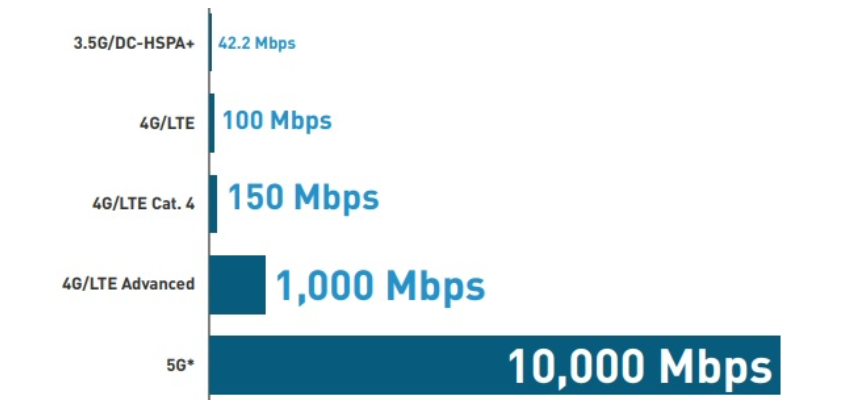 3.5G/DC-HSPA+ 42.2 Mbps
4G/LTE 100 Mbps
4G/LTE Cat. 4 150 Mbps
4G/LTE Advanced 1,000 Mbps
5G* 10,000 Mbps